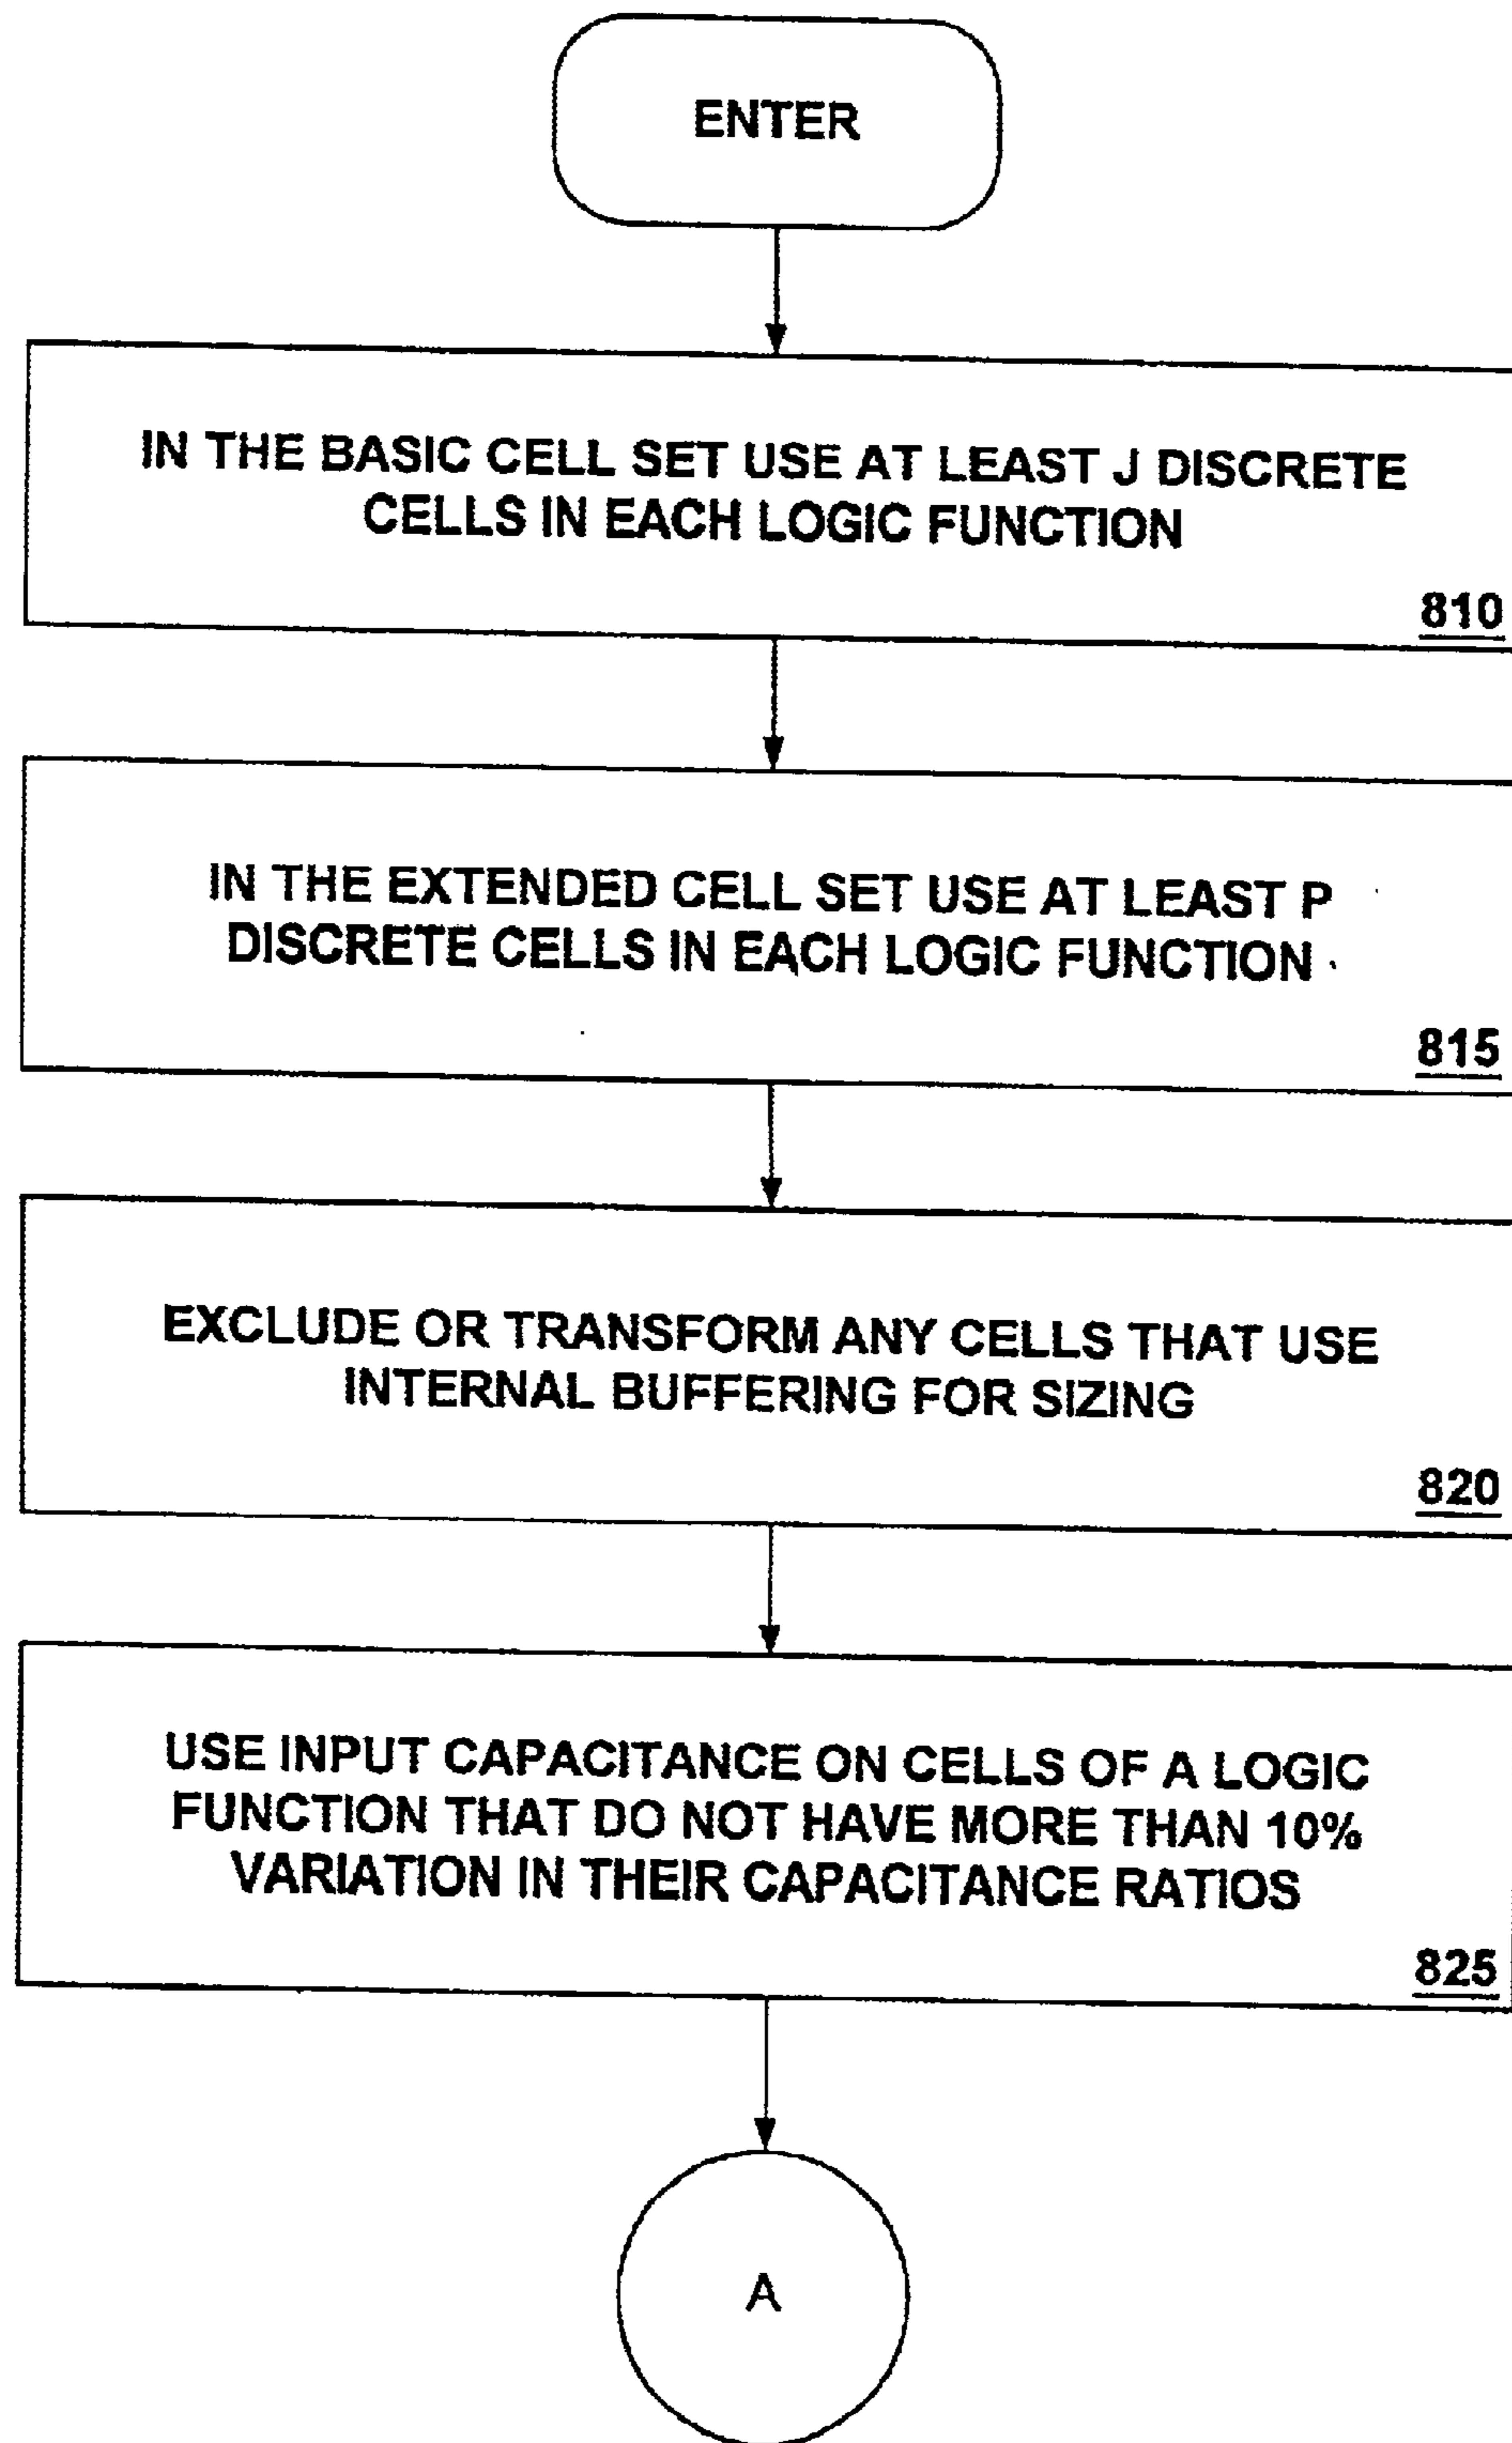 ENTER
IN THE BASIC CELL SET USE AT LEAST J DISCRETE
CELLS IN EACH LOGIC FUNCTION
810
IN THE EXTENDED CELL SET USE AT LEAST P
DISCRETE CELLS IN EACH LOGIC FUNCTION
815
EXCLUDE OR TRANSFORM ANY CELLS THAT USE
INTERNAL BUFFERING FOR SIZING
820
USE INPUT CAPACITANCE ON CELLS OF A LOGIC
FUNCTION THAT DO NOT HAVE MORE THAN 10%
VARIATION IN THEIR CAPACITANCE RATIOS
825
A